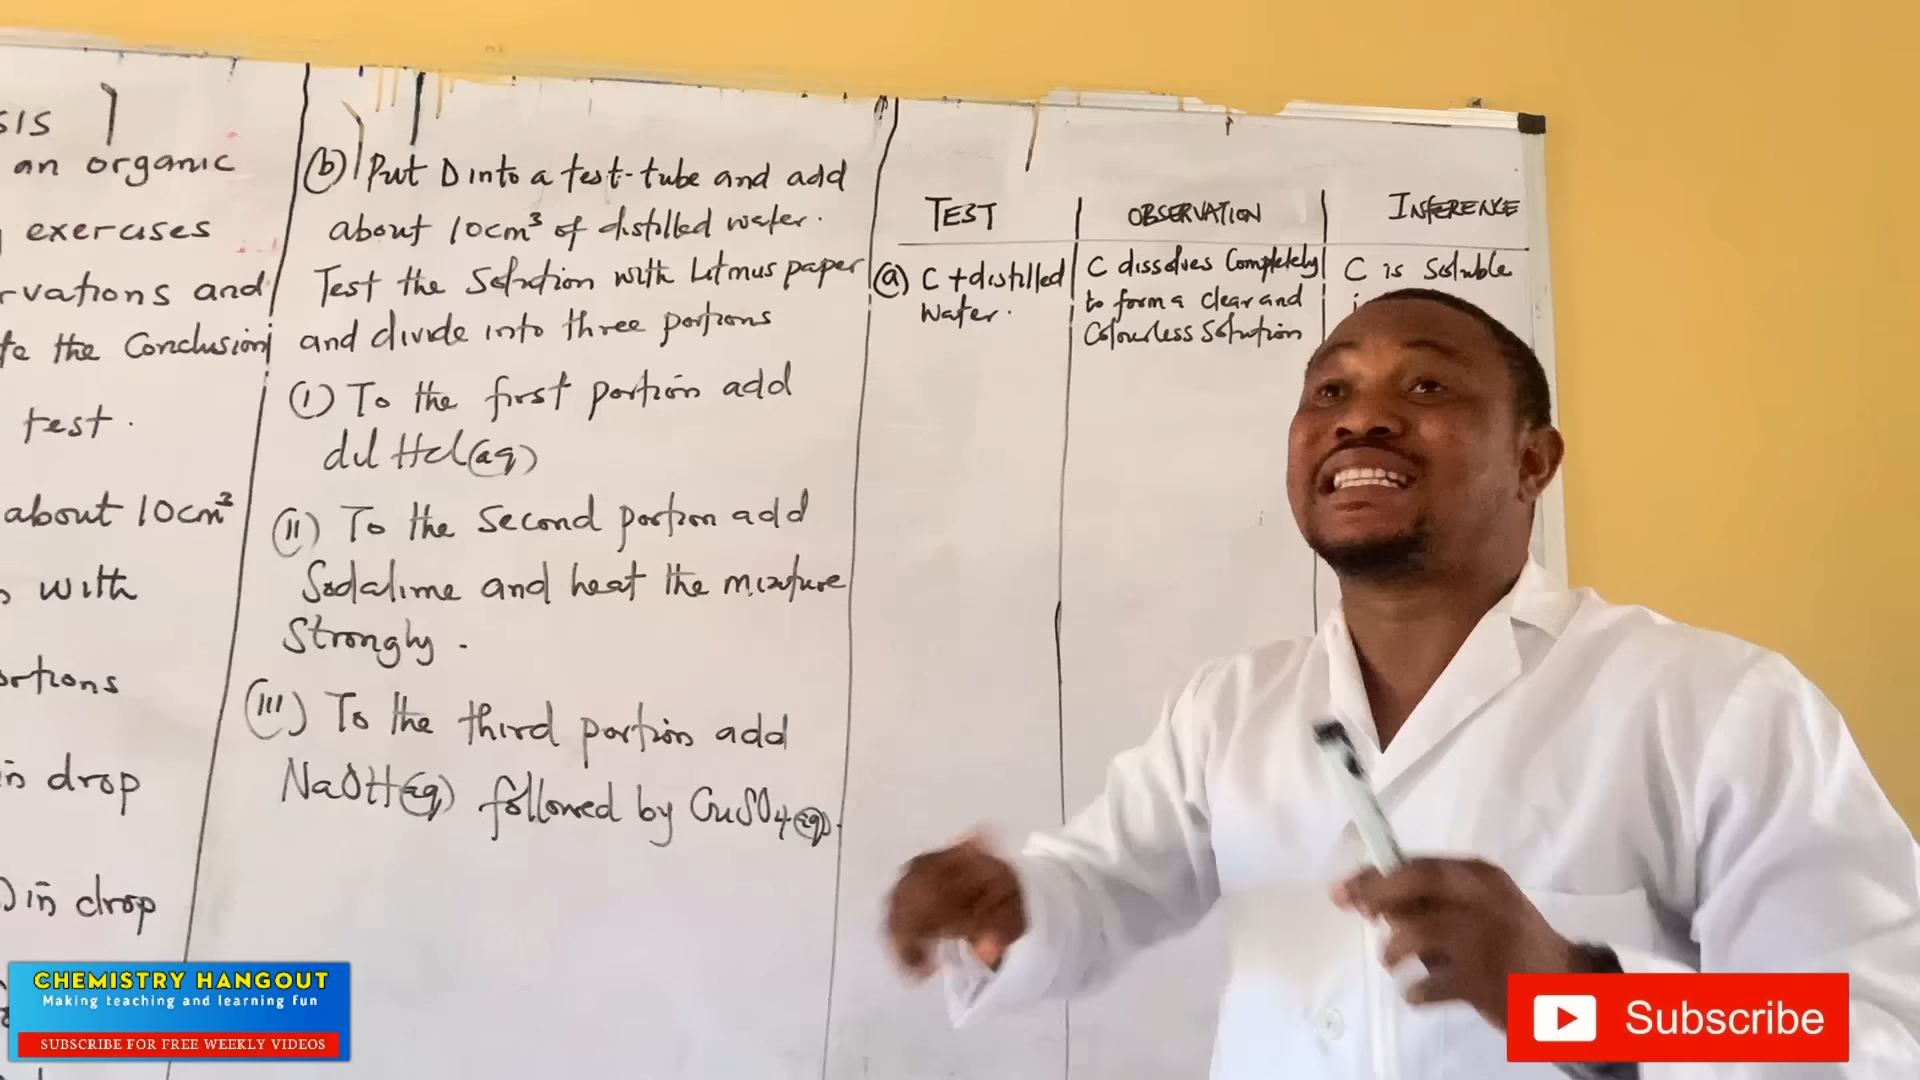 SIS
an organic
exercises
rvations and
te the Conclusion
test.
about 10cm³
with
ortions
in drop
in drop
(b) Put D into a test-tube and add
about 10cm³ of distilled water.
Test the Solution with Litmus paper
and divide into three portions
(I) To the first portion add
dil Hcl(aq)
(II) To the Second portion add
Sodalime and heat the mixture
Strongly.
(III) To the third portion add
NaOH(aq) followed by CuSO4(aq).
TEST OBSERVATION INFERENCE
(a) C + distilled
Water.
C dissolves Completely
to form a Clear and
Colourless Solution
C is Soluble
CHEMISTRY HANGOUT
Making teaching and learning fun
SUBSCRIBE FOR FREE WEEKLY VIDEOS
Subscribe